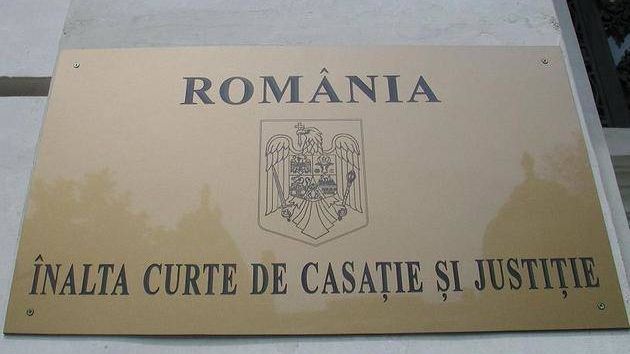 ROMÂNIA
ÎNALTA CURTE DE CASAȚIE ȘI JUSTIȚIE